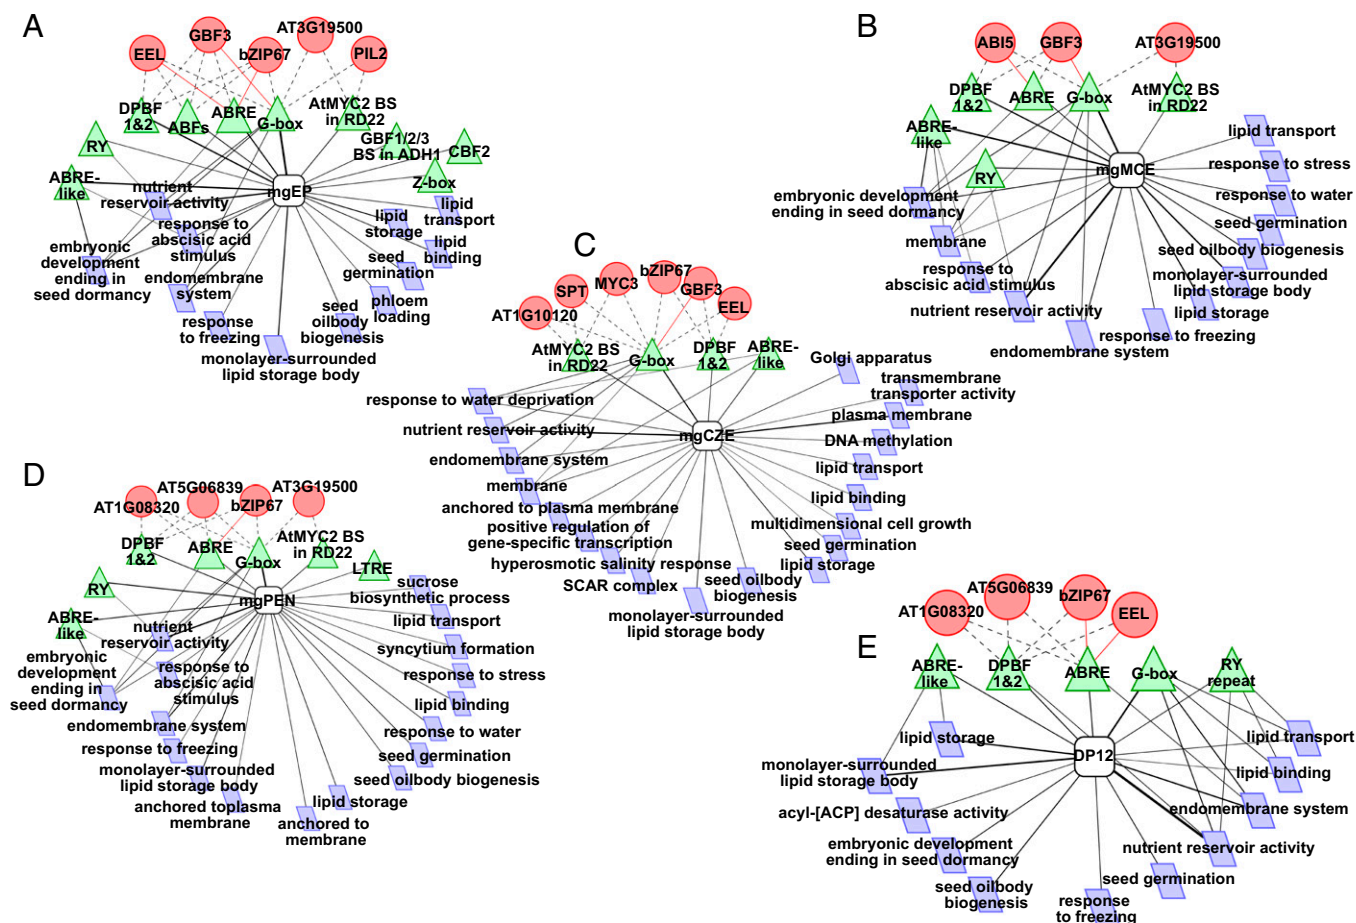 A
EEL
GBF3
bZIP67
AT3G19500
PIL2
DPBF
1&2
ABFs
ABRE
G-box
AtMYC2 BS
in RD22
GBF1/2/3
BS in ADH1
CBF2
Z-box
RY
ABRE-
like
mgEP
nutrient
reservoir activity
response to
abscisic acid
stimulus
embryonic
development
ending in
seed dormancy
endomembrane
system
response
to freezing
monolayer-surrounded
lipid storage body
seed
oilbody
biogenesis
phloem
loading
seed
germination
lipid
storage
lipid
binding
lipid
transport
B
ABI5
GBF3
AT3G19500
DPBF
1&2
ABRE
G-box
AtMYC2 BS
in RD22
ABRE-
like
RY
mgMCE
lipid transport
response to stress
response to water
seed germination
seed oilbody biogenesis
monolayer-surrounded
lipid storage body
lipid storage
response to freezing
endomembrane system
nutrient reservoir activity
response to
abscisic acid stimulus
membrane
embryonic development
ending in seed dormancy
C
AT1G10120
SPT
MYC3
bZIP67
GBF3
EEL
AtMYC2 BS
in RD22
G-box
DPBF
1&2
ABRE-
like
mgCZE
Golgi apparatus
transmembrane
transporter activity
plasma membrane
DNA methylation
lipid transport
lipid binding
multidimensional cell growth
seed germination
lipid storage
seed oilbody
biogenesis
monolayer-surrounded
lipid storage body
SCAR complex
hyperosmotic salinity response
positive regulation of
gene-specific transcription
anchored to plasma membrane
membrane
endomembrane system
nutrient reservoir activity
response to water deprivation
D
AT1G08320
AT5G06839
bZIP67
AT3G19500
DPBF
1&2
ABRE
G-box
AtMYC2 BS
in RD22
LTRE
RY
ABRE-
like
mgPEN
sucrose
biosynthetic process
lipid transport
syncytium formation
response to stress
lipid binding
response to water
seed germination
seed oilbody biogenesis
lipid storage
anchored to
membrane
anchored toplasma
membrane
monolayer-surrounded
lipid storage body
response to freezing
endomembrane system
response to
abscisic acid
stimulus
nutrient
reservoir activity
embryonic
development
ending in
seed dormancy
E
AT1G08320
AT5G06839
bZIP67
EEL
ABRE-
like
DPBF
1&2
ABRE
G-box
RY
repeat
DP12
lipid storage
monolayer-surrounded
lipid storage body
acyl-[ACP] desaturase activity
embryonic development
ending in seed dormancy
seed oilbody
biogenesis
response
to freezing
seed germination
nutrient reservoir activity
endomembrane system
lipid binding
lipid transport